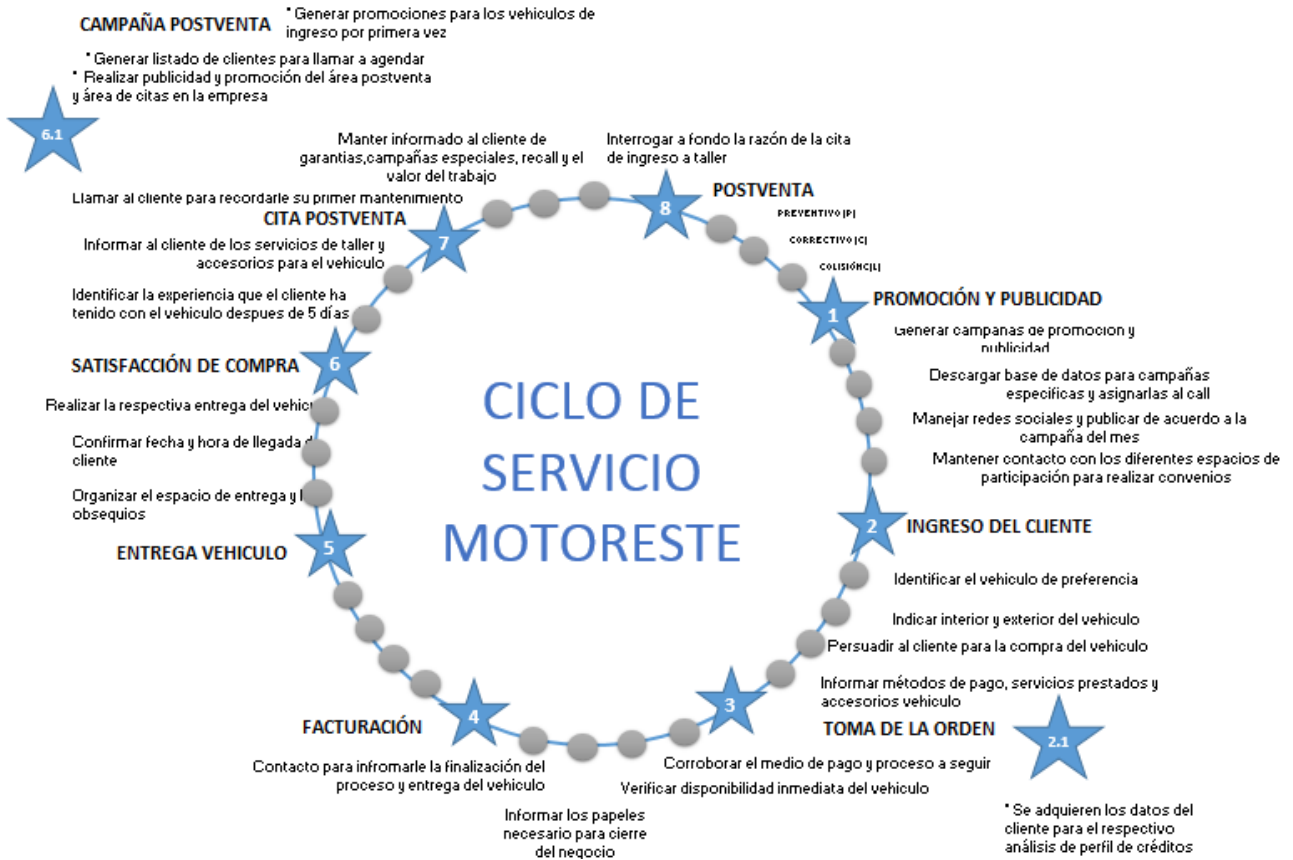 CAMPAÑA POSTVENTA
* Generar promociones para los vehiculos de
ingreso por primera vez
* Generar listado de clientes para llamar a agendar
* Realizar publicidad y promoción del área postventa
y área de citas en la empresa
6.1
Manter informado al cliente de
garantias,campañas especiales, recall y el
valor del trabajo
Llamar al cliente para recordarle su primer mantenimiento
CITA POSTVENTA
7
Informar al cliente de los servicios de taller y
accesorios para el vehiculo
Identificar la experiencia que el cliente ha
tenido con el vehiculo despues de 5 días
SATISFACCIÓN DE COMPRA
6
Realizar la respectiva entrega del
Confirmar fecha y hora de llegada
cliente
Organizar el espacio de entrega y
obsequios
ENTREGA VEHICULO
5
Interrogar a fondo la razón de la cita
de ingreso a taller
8
POSTVENTA
PREVENTIVO(P)
CORRECTIVO(C)
1
PROMOCIÓN Y PUBLICIDAD
Generar campañas de promoción y
publicidad
Descargar base de datos para campañas
especificas y asignarlas al call
Manejar redes sociales y publicar de acuerdo a la
campaña del mes
Mantener contacto con los diferentes espacios de
participación para realizar convenios
CICLO DE
SERVICIO
MOTORESTE
2
INGRESO DEL CLIENTE
Identificar el vehiculo de preferencia
Indicar interior y exterior del vehiculo
Persuadir al cliente para la compra del vehiculo
Informar métodos de pago, servicios prestados y
accesorios vehiculo
3
TOMA DE LA ORDEN
2.1
* Se adquieren los datos del
cliente para el respectivo
análisis de perfil de créditos
Corroborar el medio de pago y proceso a seguir
Verificar disponibilidad inmediata del vehiculo
Informar los papeles
necesario para cierre
del negocio
FACTURACIÓN
4
Contacto para infromarle la finalización del
proceso y entrega del vehiculo